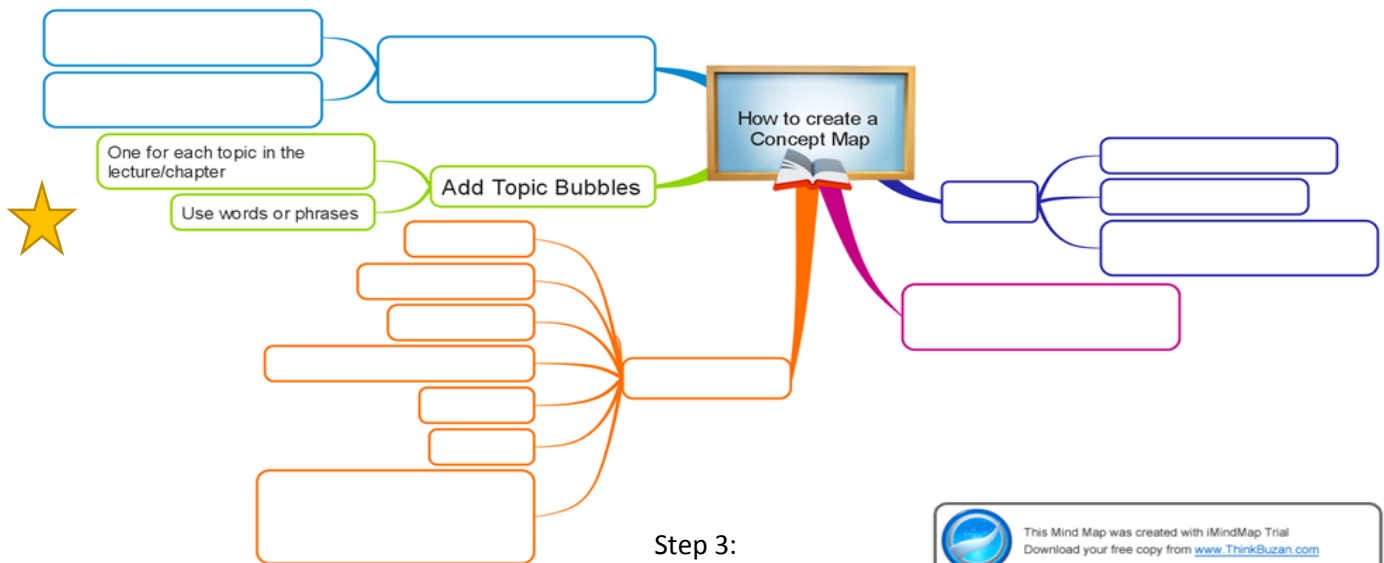 How to create a
Concept Map
One for each topic in the
lecture/chapter
Add Topic Bubbles
Use words or phrases
Step 3:
This Mind Map was created with iMindMap Trial
Download your free copy from www.ThinkBuzan.com